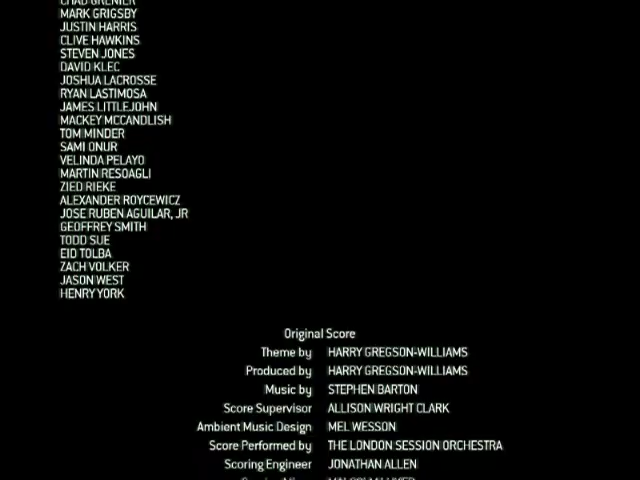 CHAD GRENIER
MARK GRIGSBY
JUSTIN HARRIS
CLIVE HAWKINS
STEVEN JONES
DAVID KLEC
JOSHUA LACROSSE
RYAN LASTIMOSA
JAMES LITTLEJOHN
MACKEY MCCANDLISH
TOM MINDER
SAMI ONUR
VELINDA PELAYO
MARTIN RESOAGLI
ZIED RIEKE
ALEXANDER ROYCEWICZ
JOSE RUBEN AGUILAR, JR
GEOFFREY SMITH
TODD SUE
EID TOLBA
ZACH VOLKER
JASON WEST
HENRY YORK
Original Score
Theme by HARRY GREGSON-WILLIAMS
Produced by HARRY GREGSON-WILLIAMS
Music by STEPHEN BARTON
Score Supervisor ALLISON WRIGHT CLARK
Ambient Music Design MEL WESSON
Score Performed by THE LONDON SESSION ORCHESTRA
Scoring Engineer JONATHAN ALLEN